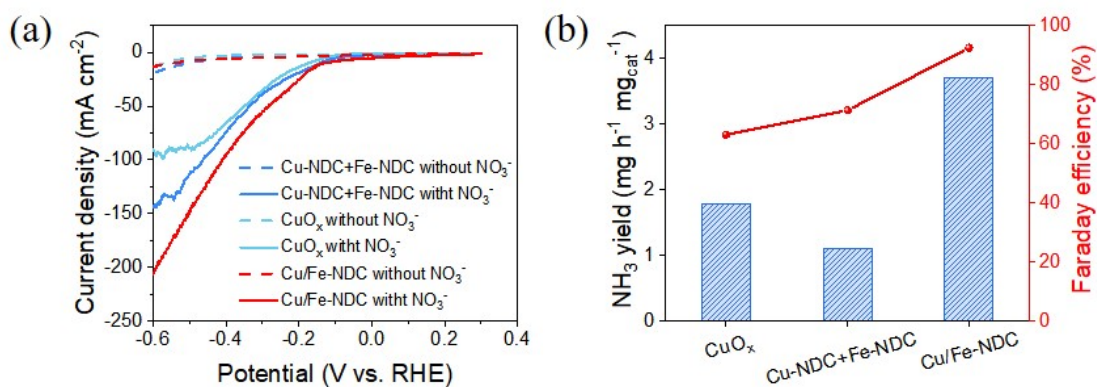 (a)
Current density (mA cm⁻²)
0
-50
-100
-150
-200
-250
-0.6
-0.4
-0.2
0.0
0.2
0.4
Potential (V vs. RHE)
Cu-NDC+Fe-NDC without NO₃⁻
Cu-NDC+Fe-NDC witht NO₃⁻
CuOₓ without NO₃⁻
CuOₓ witht NO₃⁻
Cu/Fe-NDC without NO₃⁻
Cu/Fe-NDC witht NO₃⁻
(b)
NH₃ yield (mg h⁻¹ mg_cat⁻¹)
4
3
2
1
0
CuOₓ
Cu-NDC+Fe-NDC
Cu/Fe-NDC
100
80
60
40
20
0
Faraday efficiency (%)